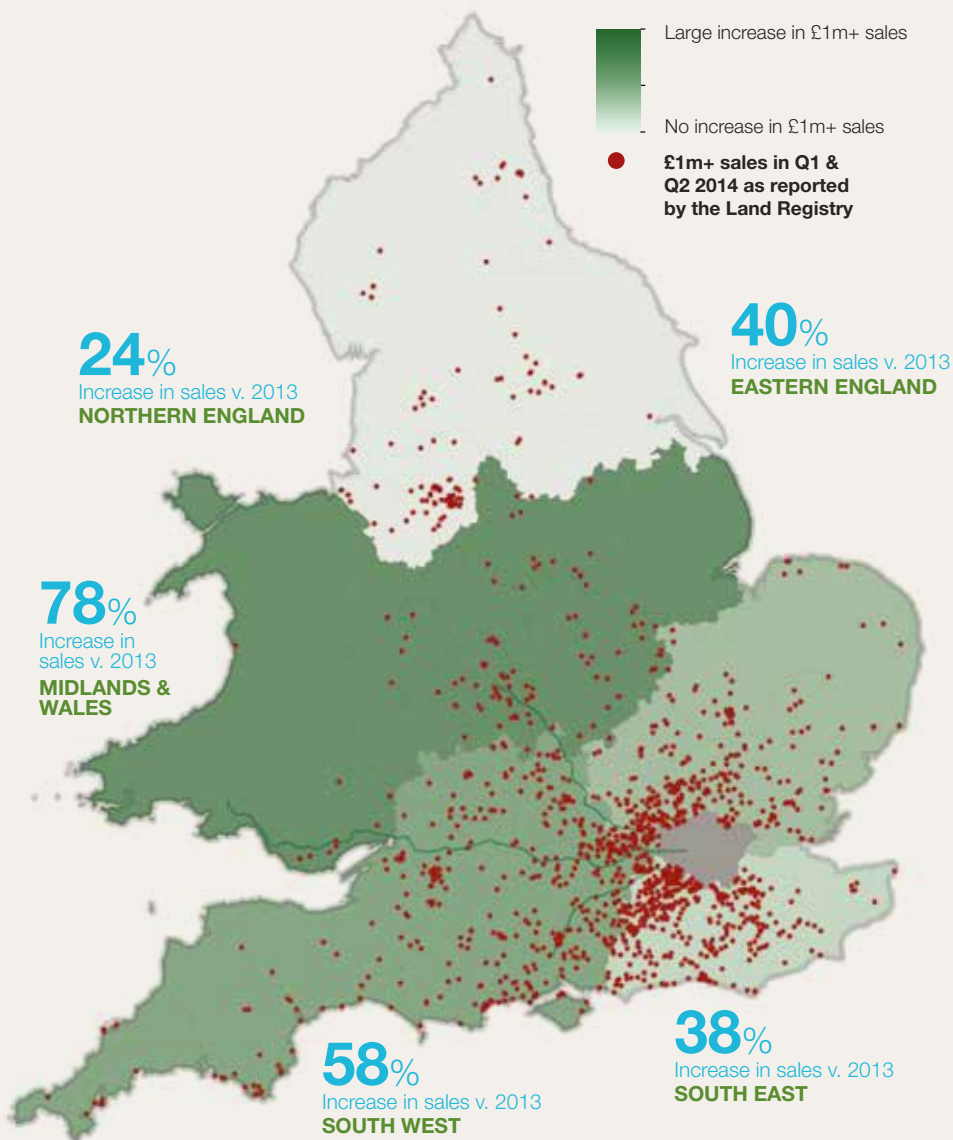 Large increase in £1m+ sales
No increase in £1m+ sales
£1m+ sales in Q1 &
Q2 2014 as reported
by the Land Registry
24%
Increase in sales v. 2013
NORTHERN ENGLAND
40%
Increase in sales v. 2013
EASTERN ENGLAND
78%
Increase in
sales v. 2013
MIDLANDS &
WALES
58%
Increase in sales v. 2013
SOUTH WEST
38%
Increase in sales v. 2013
SOUTH EAST